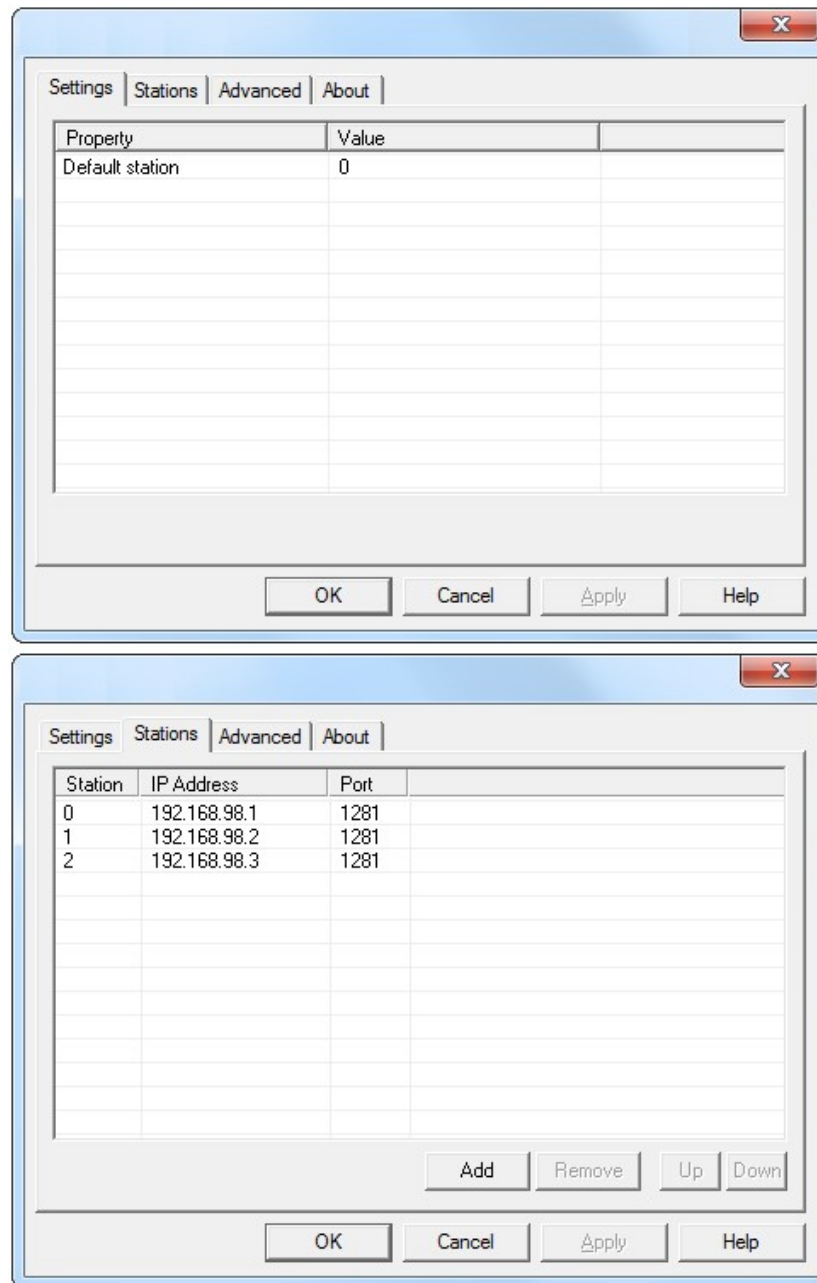 Settings Stations Advanced About
Property Value
Default station 0
OK Cancel Apply Help
Settings Stations Advanced About
Station IP Address Port
0 192.168.98.1 1281
1 192.168.98.2 1281
2 192.168.98.3 1281
Add Remove Up Down
OK Cancel Apply Help